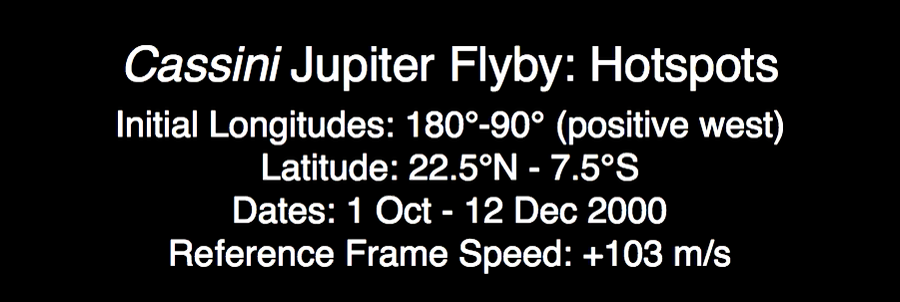 Cassini Jupiter Flyby: Hotspots
Initial Longitudes: 180°-90° (positive west)
Latitude: 22.5°N - 7.5°S
Dates: 1 Oct - 12 Dec 2000
Reference Frame Speed: +103 m/s